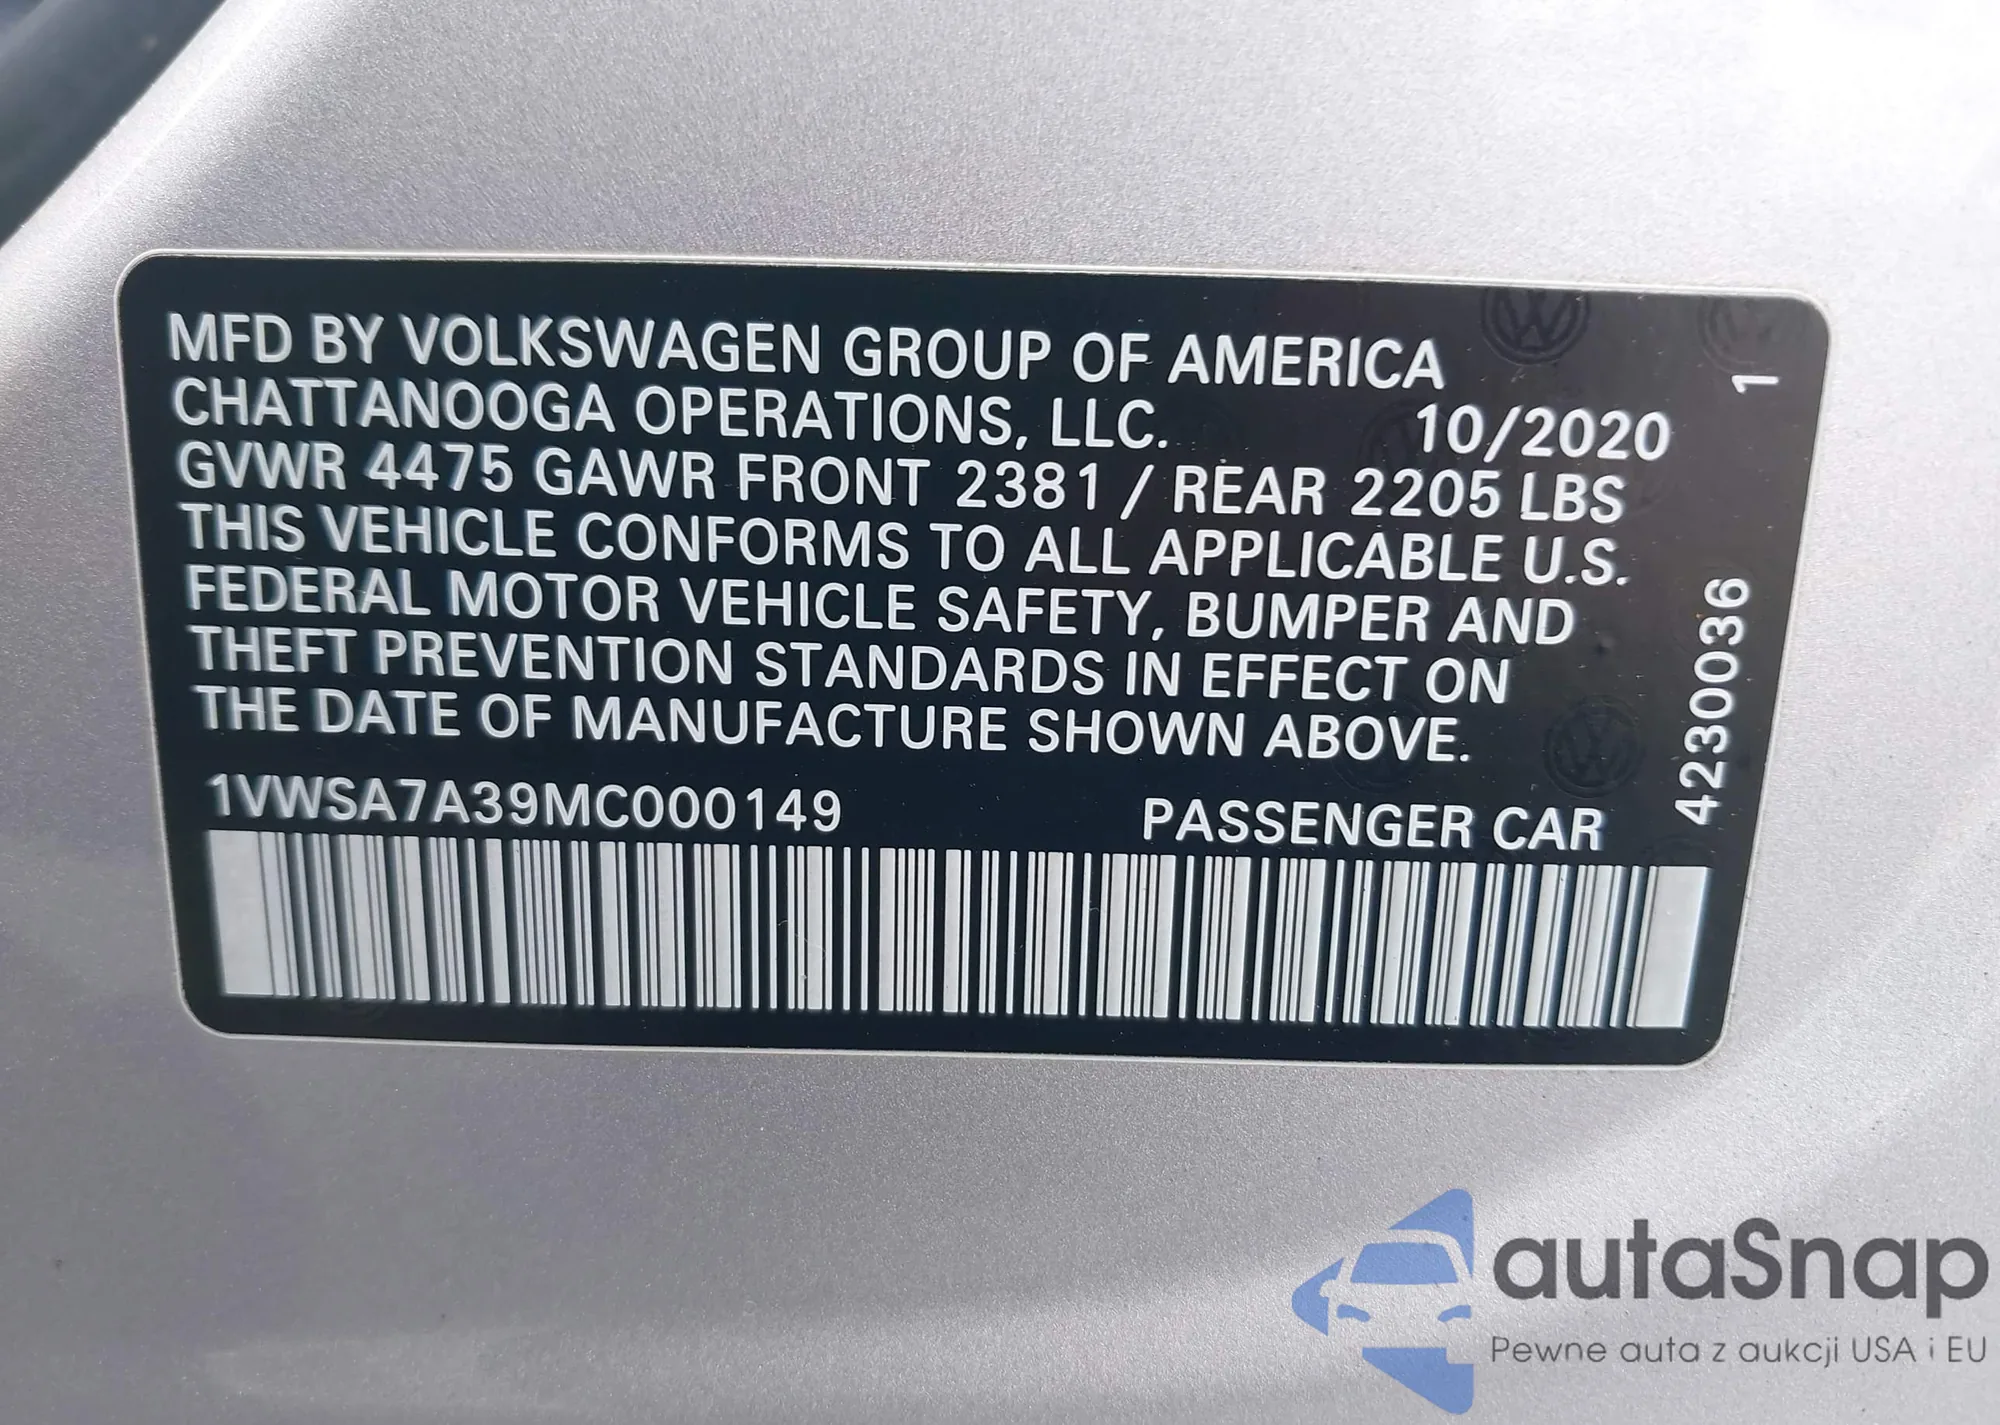 MFD BY VOLKSWAGEN GROUP OF AMERICA
CHATTANOOGA OPERATIONS, LLC. 10/2020
GVWR 4475 GAWR FRONT 2381 / REAR 2205 LBS
THIS VEHICLE CONFORMS TO ALL APPLICABLE U.S.
FEDERAL MOTOR VEHICLE SAFETY, BUMPER AND
THEFT PREVENTION STANDARDS IN EFFECT ON
THE DATE OF MANUFACTURE SHOWN ABOVE.
1VWSA7A39MC000149 PASSENGER CAR
4230036 1
autaSnap
Pewne auta z aukcji USA i EU